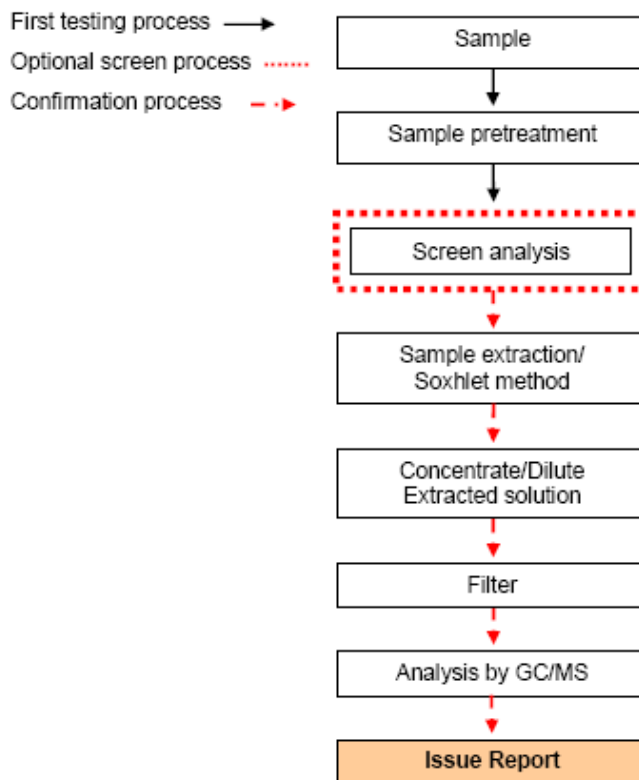 First testing process
Optional screen process
Confirmation process
Sample
Sample pretreatment
Screen analysis
Sample extraction/
Soxhlet method
Concentrate/Dilute
Extracted solution
Filter
Analysis by GC/MS
Issue Report